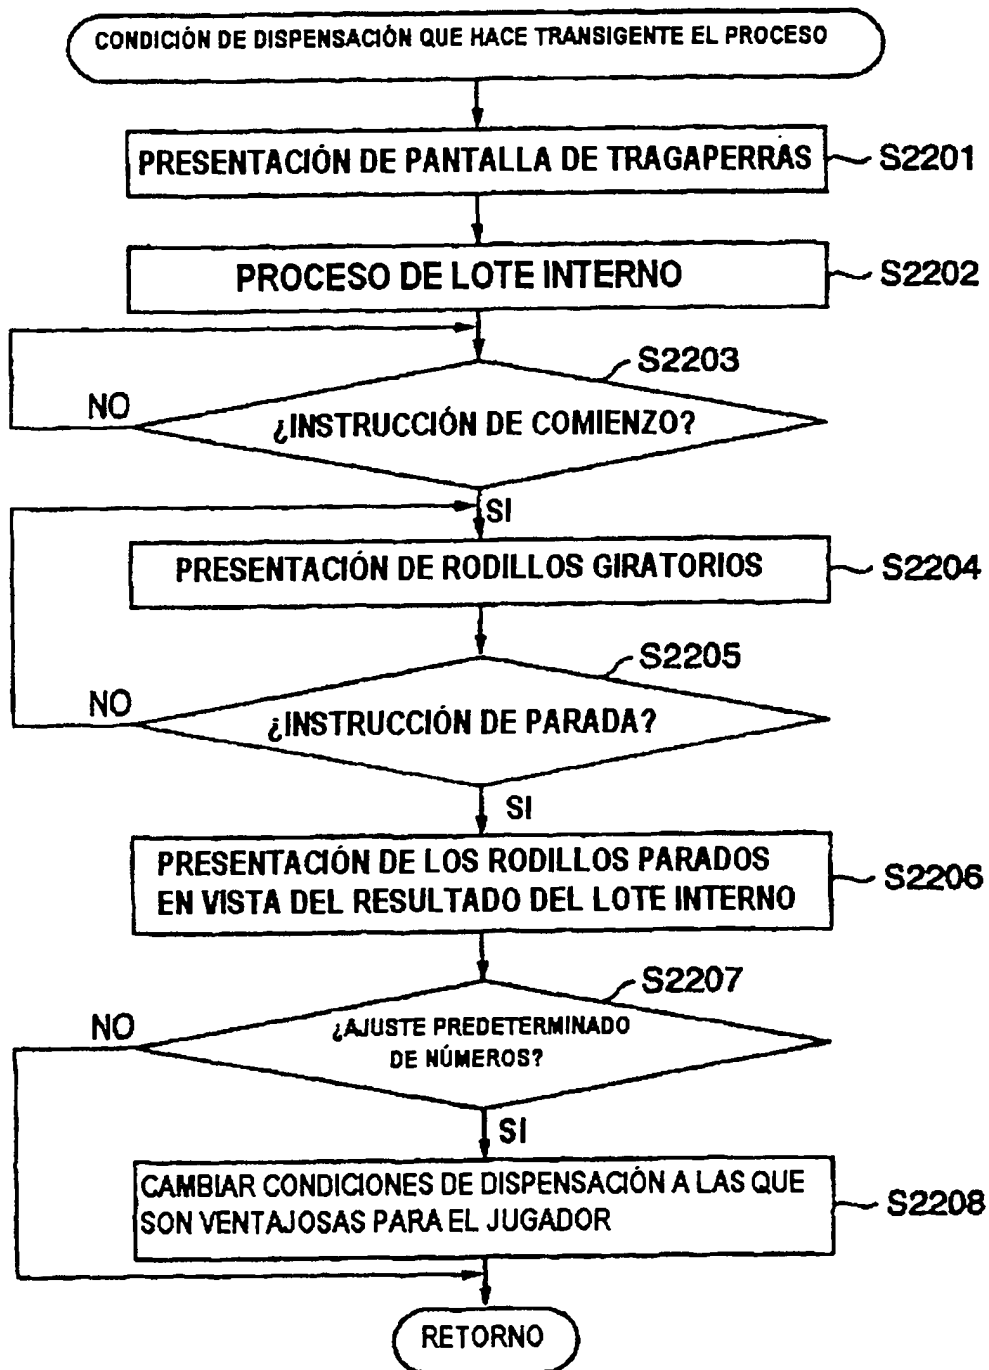 CONDICIÓN DE DISPENSACIÓN QUE HACE TRANSIGENTE EL PROCESO
PRESENTACIÓN DE PANTALLA DE TRAGAPERRAS
S2201
PROCESO DE LOTE INTERNO
S2202
S2203
NO
¿INSTRUCCIÓN DE COMIENZO?
SI
PRESENTACIÓN DE RODILLOS GIRATORIOS
S2204
S2205
NO
¿INSTRUCCIÓN DE PARADA?
SI
PRESENTACIÓN DE LOS RODILLOS PARADOS
EN VISTA DEL RESULTADO DEL LOTE INTERNO
S2206
S2207
NO
¿AJUSTE PREDETERMINADO
DE NÚMEROS?
SI
CAMBIAR CONDICIONES DE DISPENSACIÓN A LAS QUE
SON VENTAJOSAS PARA EL JUGADOR
S2208
RETORNO